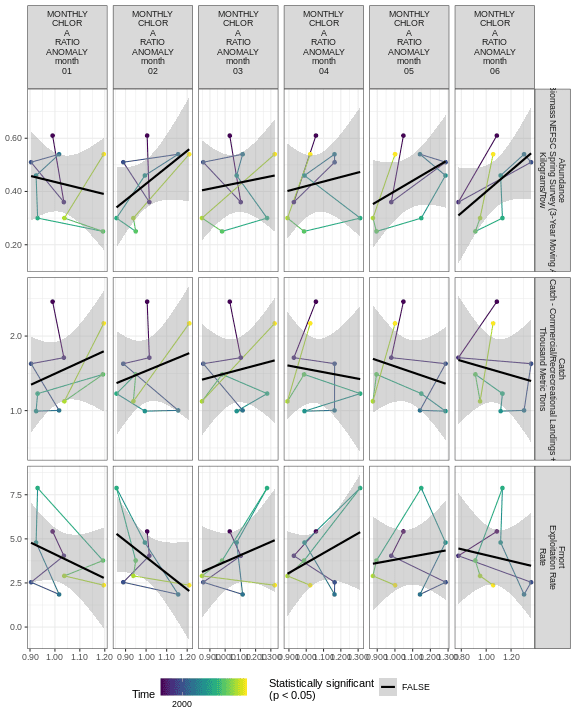 MONTHLY
CHLOR
A
RATIO
ANOMALY
month
01
MONTHLY
CHLOR
A
RATIO
ANOMALY
month
02
MONTHLY
CHLOR
A
RATIO
ANOMALY
month
03
MONTHLY
CHLOR
A
RATIO
ANOMALY
month
04
MONTHLY
CHLOR
A
RATIO
ANOMALY
month
05
MONTHLY
CHLOR
A
RATIO
ANOMALY
month
06
0.60
0.40
0.20
Abundance
Biomass NEFSC Spring Survey (3-Year Moving
Kilograms/Tow
2.0
1.0
Catch
Catch - Commercial/Recreational Landings +
Thousand Metric Tons
7.5
5.0
2.5
0.0
Fmort
Exploitation Rate
Rate
0.90 1.00 1.10 1.20
0.90 1.00 1.10 1.20
0.90 1.00 1.10 1.20 1.30
0.90 1.00 1.10 1.20 1.30
0.90 1.00 1.10 1.20 1.30
0.80 1.00 1.20
Time
2000
Statistically significant
(p < 0.05)
FALSE